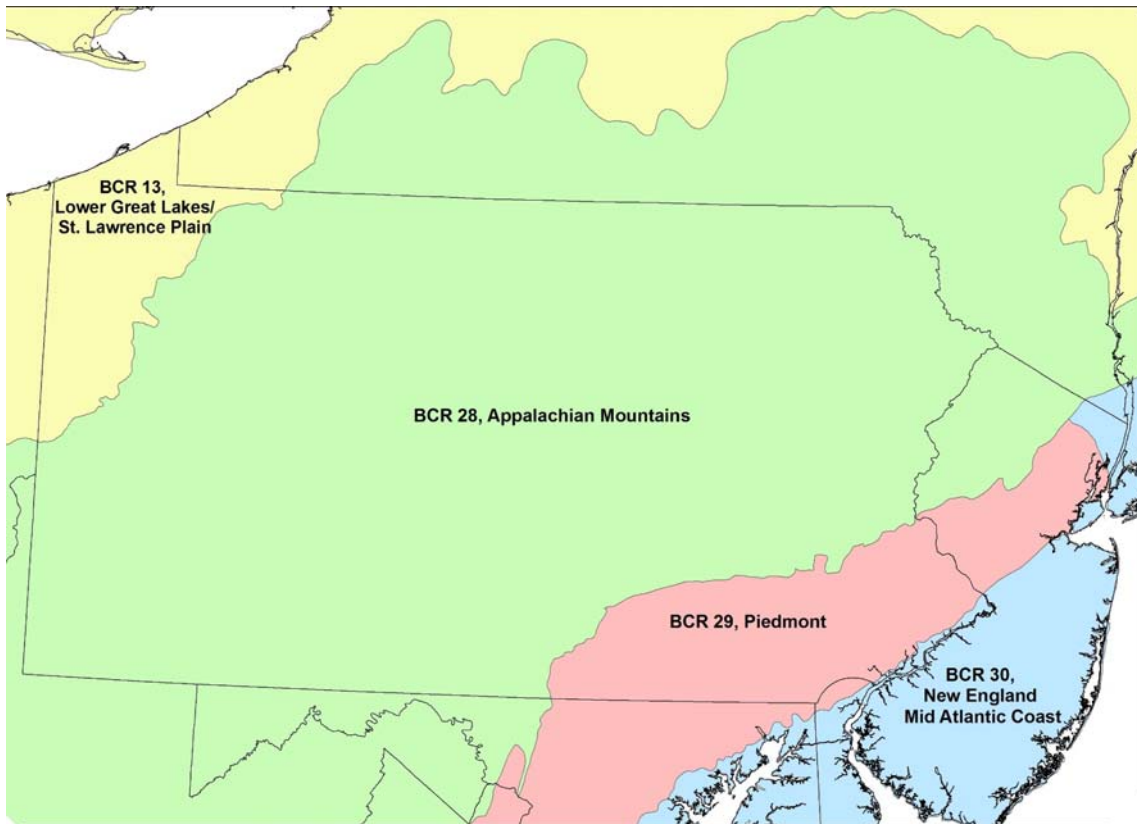 BCR 13,
Lower Great Lakes/
St. Lawrence Plain
BCR 28, Appalachian Mountains
BCR 29, Piedmont
BCR 30,
New England
Mid Atlantic Coast